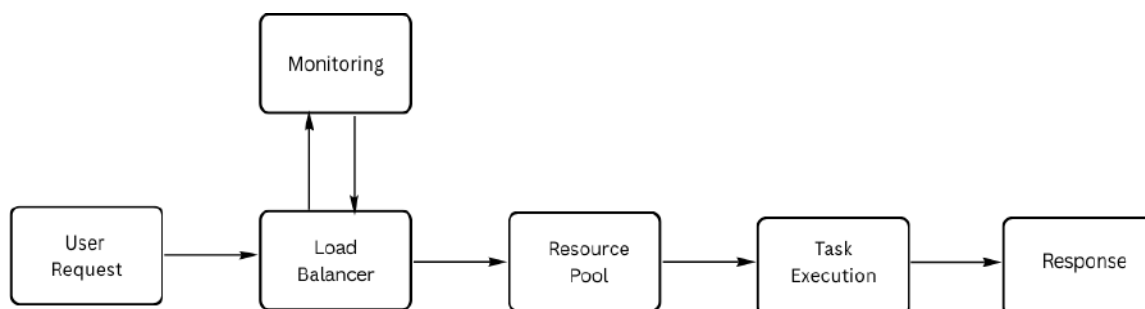 Monitoring
User
Request
Load
Balancer
Resource
Pool
Task
Execution
Response